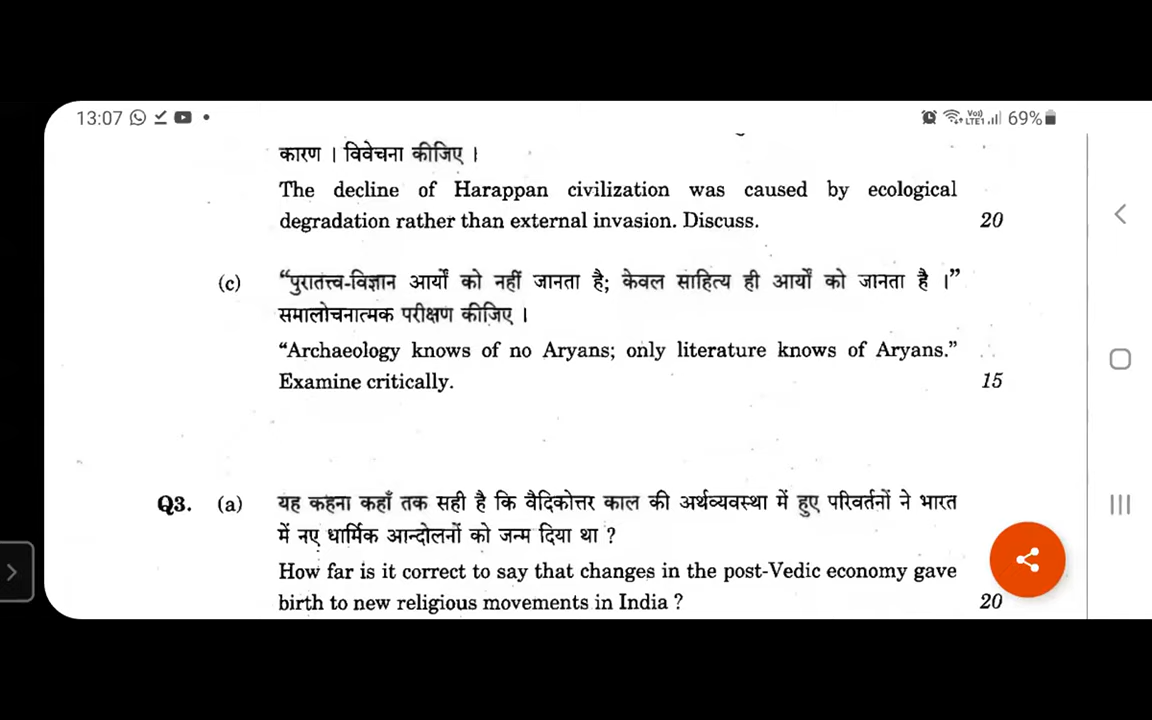 13:07
Vo) LTE1 69%
कारण । विवेचना कीजिए ।
The decline of Harappan civilization was caused by ecological
degradation rather than external invasion. Discuss. 20
(c) “पुरातत्त्व-विज्ञान आर्यों को नहीं जानता है; केवल साहित्य ही आर्यों को जानता है ।”
समालोचनात्मक परीक्षण कीजिए ।
“Archaeology knows of no Aryans; only literature knows of Aryans.”
Examine critically. 15
Q3. (a) यह कहना कहाँ तक सही है कि वैदिकोत्तर काल की अर्थव्यवस्था में हुए परिवर्तनों ने भारत
में नए धार्मिक आन्दोलनों को जन्म दिया था ?
How far is it correct to say that changes in the post-Vedic economy gave
birth to new religious movements in India ? 20